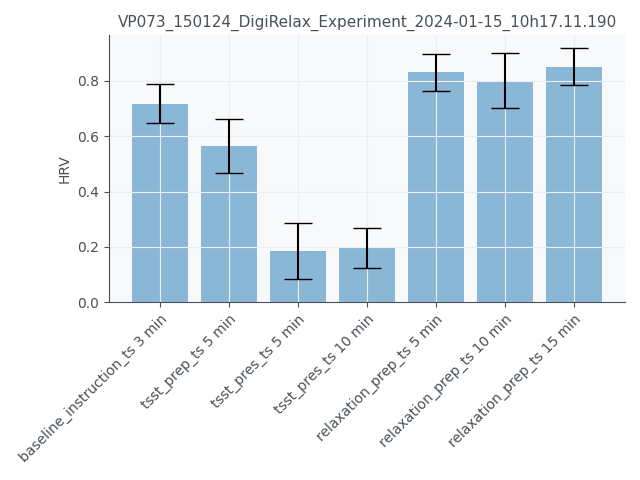 VP073_150124_DigiRelax_Experiment_2024-01-15_10h17.11.190
HRV
0.8
0.6
0.4
0.2
0.0
baseline_instruction_ts 3 min
tsst_prep_ts 5 min
tsst_pres_ts 5 min
tsst_pres_ts 10 min
relaxation_prep_ts 5 min
relaxation_prep_ts 10 min
relaxation_prep_ts 15 min